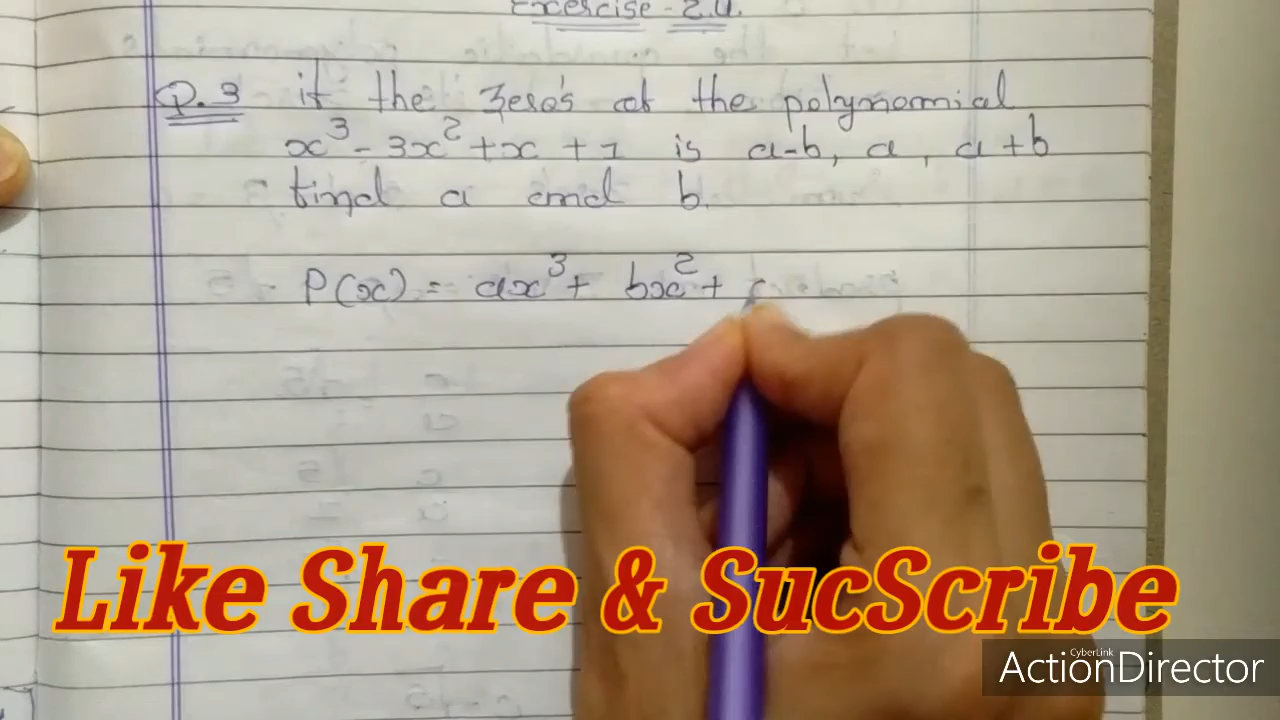 Exercise - 2.4.
Q.3 if the zero's of the polynomial
x³ - 3x² + x + 1 is a-b, a, a+b
find a and b.
P(x) = ax³ + bx² + c
Like Share & SucScribe
CyberLink
ActionDirector